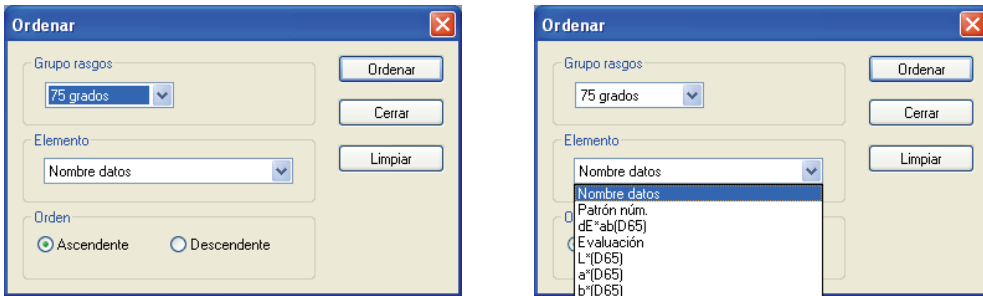 Ordenar
Grupo rasgos
75 grados
Ordenar
Cerrar
Elemento
Limpiar
Nombre datos
Orden
Ascendente Descendente
Ordenar
Grupo rasgos
75 grados
Ordenar
Cerrar
Elemento
Limpiar
Nombre datos
Nombre datos
Patrón núm.
dE*ab(D65)
Evaluación
L*(D65)
a*(D65)
b*(D65)